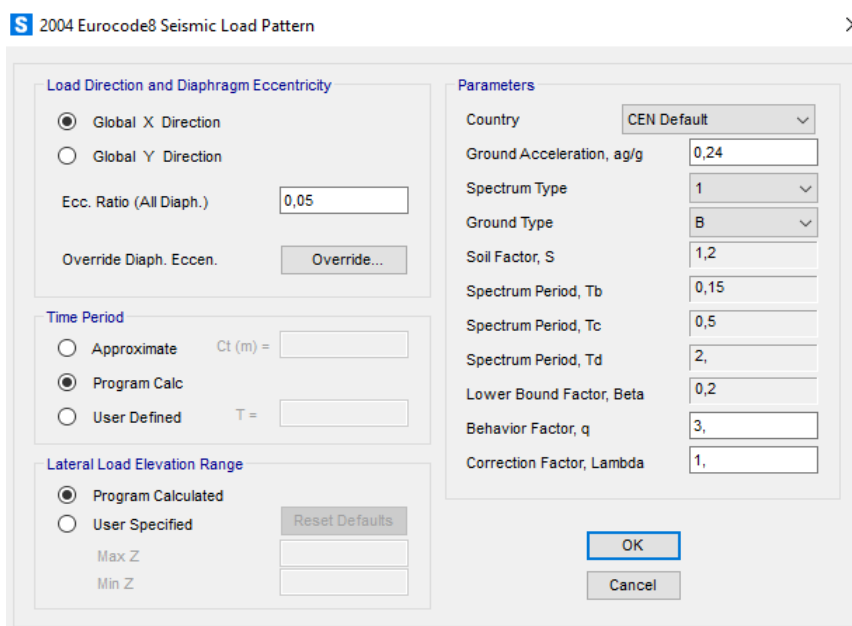 S 2004 Eurocode8 Seismic Load Pattern
Load Direction and Diaphragm Eccentricity
Global X Direction
Global Y Direction
Ecc. Ratio (All Diaph.) 0,05
Override Diaph. Eccen. Override...
Time Period
Approximate Ct (m) =
Program Calc
User Defined T =
Lateral Load Elevation Range
Program Calculated
User Specified Reset Defaults
Max Z
Min Z
Parameters
Country CEN Default
Ground Acceleration, ag/g 0,24
Spectrum Type 1
Ground Type B
Soil Factor, S 1,2
Spectrum Period, Tb 0,15
Spectrum Period, Tc 0,5
Spectrum Period, Td 2,
Lower Bound Factor, Beta 0,2
Behavior Factor, q 3,
Correction Factor, Lambda 1,
OK
Cancel